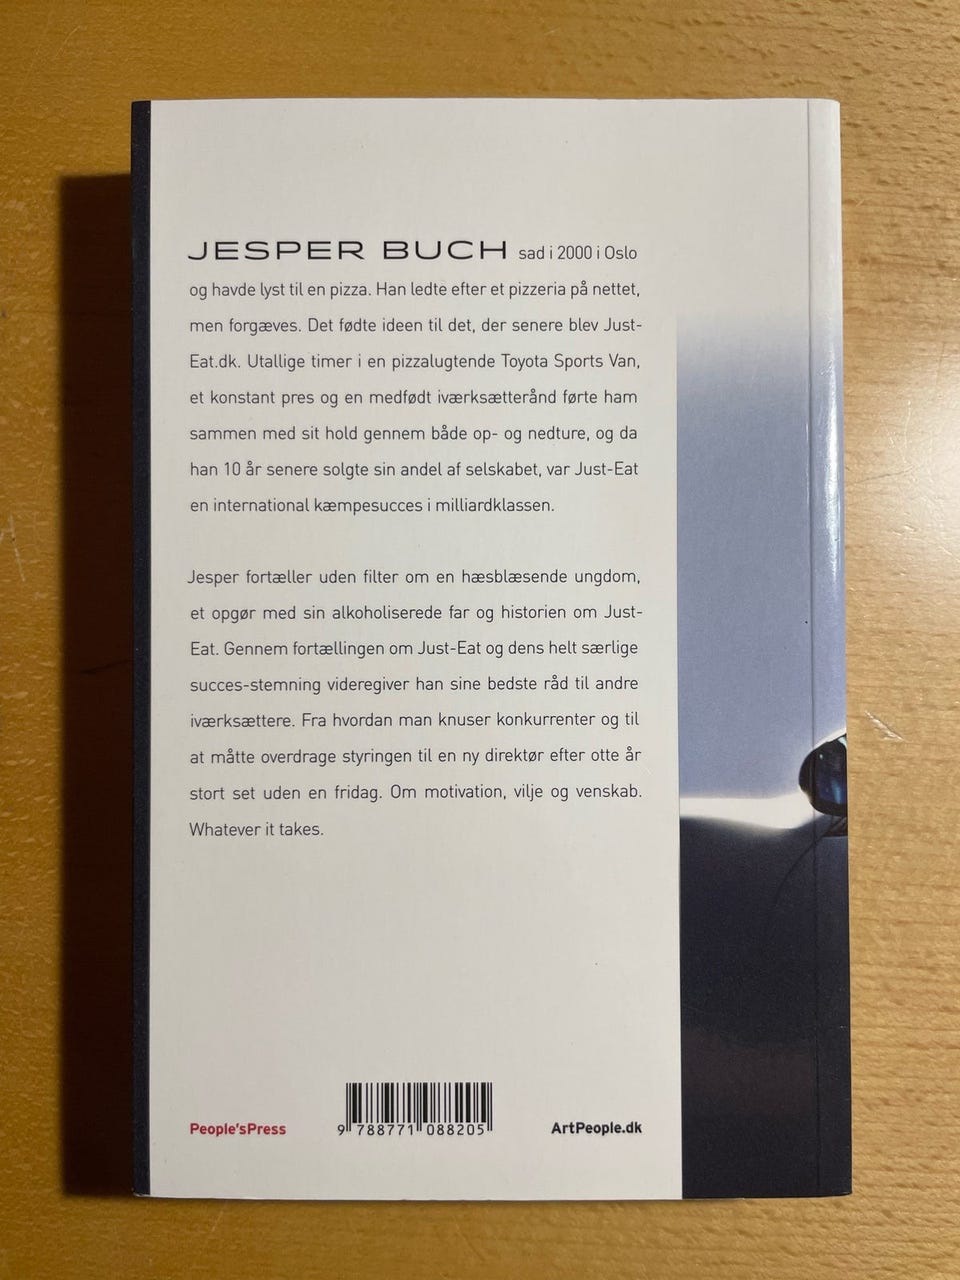 JESPER BUCH sad i 2000 i Oslo
og havde lyst til en pizza. Han ledte efter et pizzeria på nettet,
men forgæves. Det fødte ideen til det, der senere blev Just-
Eat.dk. Utallige timer i en pizzalugtende Toyota Sports Van,
et konstant pres og en medfødt iværksætterånd førte ham
sammen med sit hold gennem både op- og nedture, og da
han 10 år senere solgte sin andel af selskabet, var Just-Eat
en international kæmpesucces i milliardklassen.
Jesper fortæller uden filter om en hæsblæsende ungdom,
et opgør med sin alkoholiserede far og historien om Just-
Eat. Gennem fortællingen om Just-Eat og dens helt særlige
succes-stemning videregiver han sine bedste råd til andre
iværksættere. Fra hvordan man knuser konkurrenter og til
at måtte overdrage styringen til en ny direktør efter otte år
stort set uden en fridag. Om motivation, vilje og venskab.
Whatever it takes.
People'sPress
9 788771 088205
ArtPeople.dk